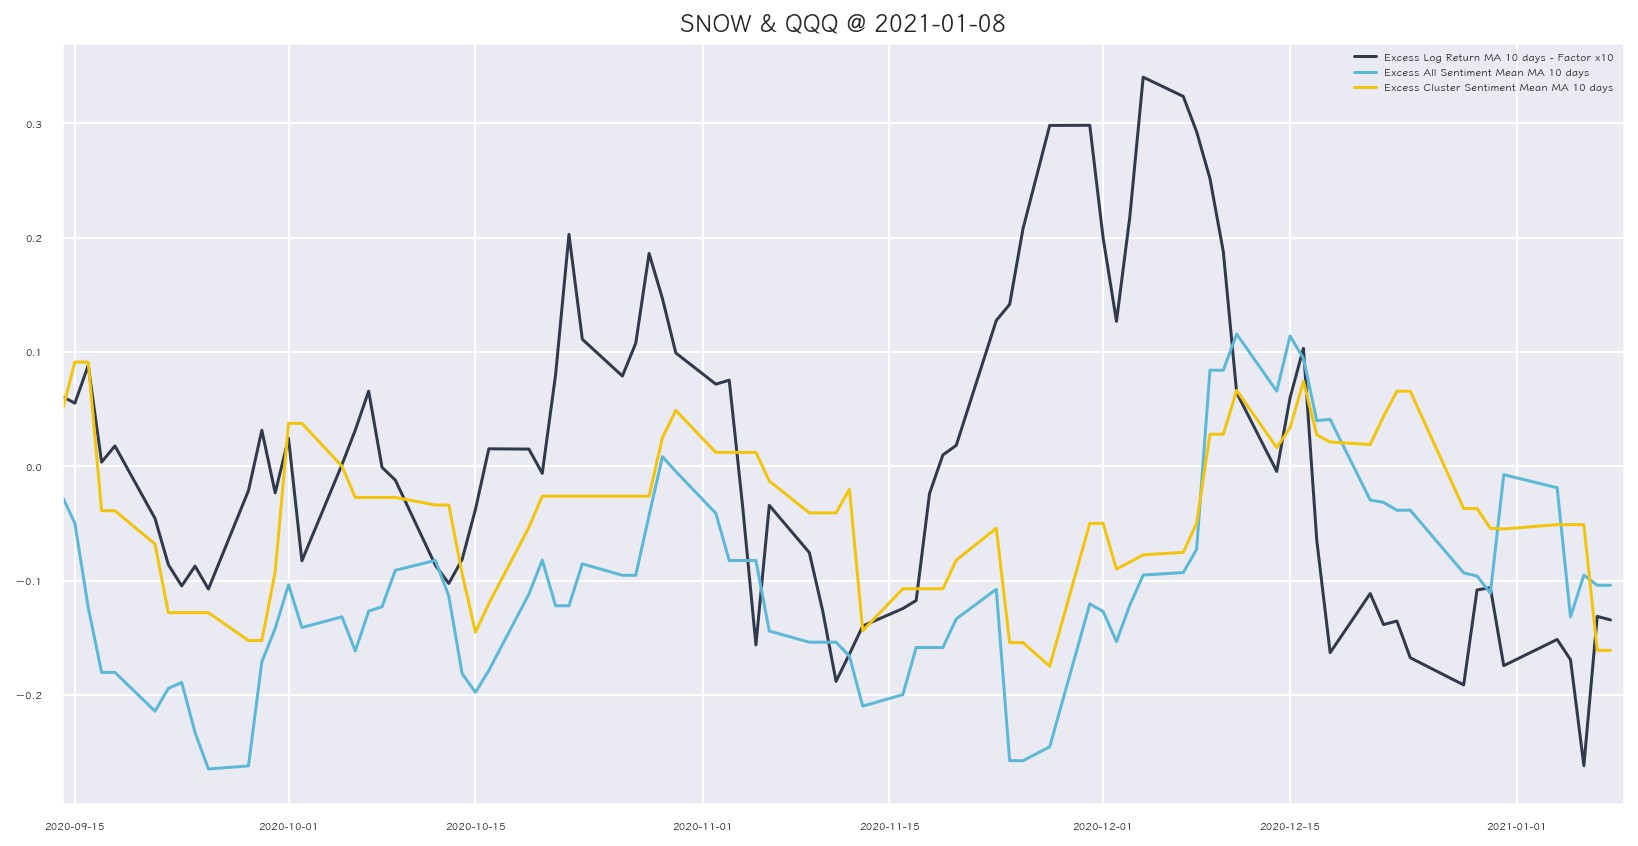 SNOW & QQQ @ 2021-01-08
Excess Log Return MA 10 days - Factor x10
Excess All Sentiment Mean MA 10 days
Excess Cluster Sentiment Mean MA 10 days
0.3
0.2
0.1
0.0
−0.1
−0.2
2020-09-15 2020-10-01 2020-10-15 2020-11-01 2020-11-15 2020-12-01 2020-12-15 2021-01-01